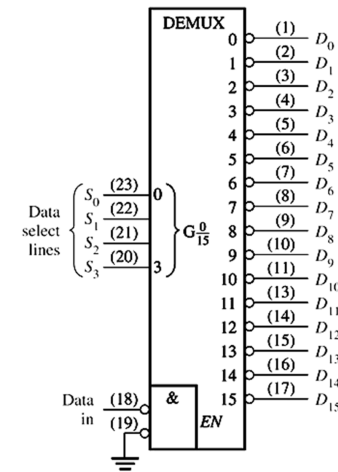 DEMUX
0 (1) D0
1 (2) D1
2 (3) D2
3 (4) D3
4 (5) D4
5 (6) D5
6 (7) D6
7 (8) D7
8 (9) D8
9 (10) D9
10 (11) D10
11 (13) D11
12 (14) D12
13 (15) D13
14 (16) D14
15 (17) D15
Data
select
lines
S0 (23) 0
S1 (22)
S2 (21)
S3 (20) 3
G 0/15
Data
in
(18)
(19)
&
EN